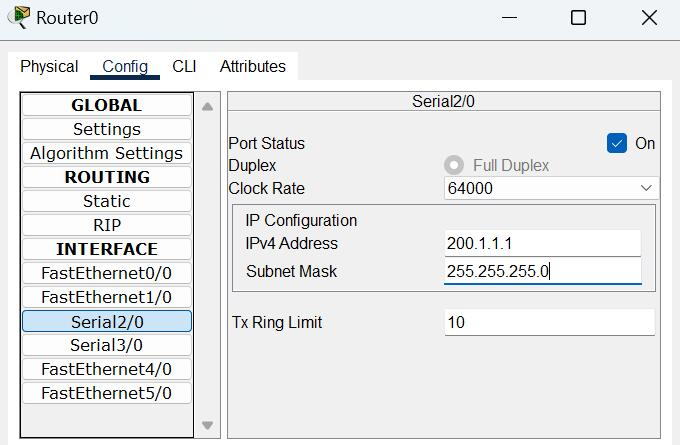 Router0
Physical Config CLI Attributes
GLOBAL
Settings
Algorithm Settings
ROUTING
Static
RIP
INTERFACE
FastEthernet0/0
FastEthernet1/0
Serial2/0
Serial3/0
FastEthernet4/0
FastEthernet5/0
Serial2/0
Port Status On
Duplex Full Duplex
Clock Rate 64000
IP Configuration
IPv4 Address 200.1.1.1
Subnet Mask 255.255.255.0
Tx Ring Limit 10